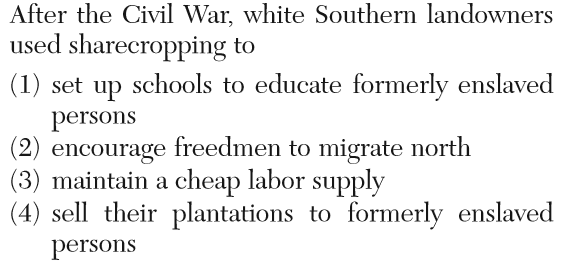 After the Civil War, white Southern landowners
used sharecropping to
(1) set up schools to educate formerly enslaved
persons
(2) encourage freedmen to migrate north
(3) maintain a cheap labor supply
(4) sell their plantations to formerly enslaved
persons